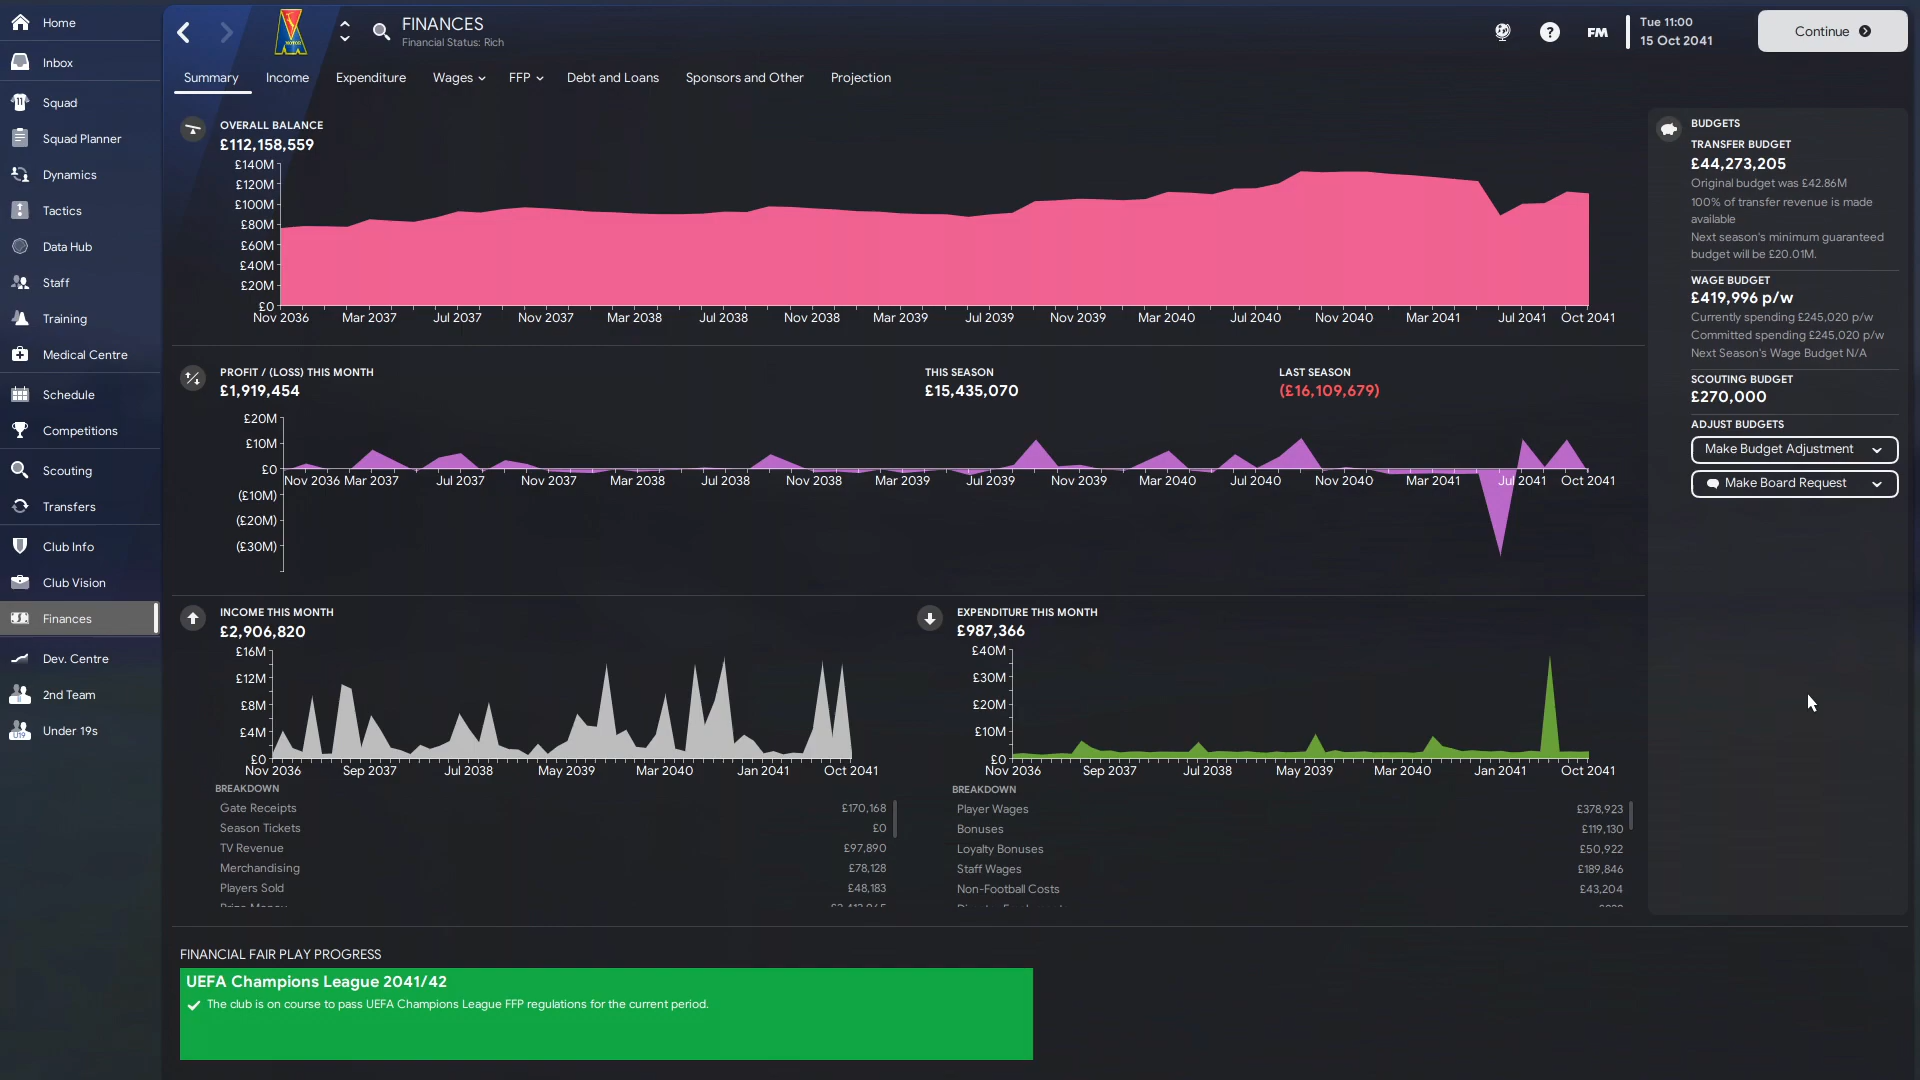 Home
Inbox
Squad
Squad Planner
Dynamics
Tactics
Data Hub
Staff
Training
Medical Centre
Schedule
Competitions
Scouting
Transfers
Club Info
Club Vision
Finances
Dev. Centre
2nd Team
Under 19s
FINANCES
Financial Status: Rich
FM
Tue 11:00
15 Oct 2041
Continue
Summary Income Expenditure Wages FFP Debt and Loans Sponsors and Other Projection
OVERALL BALANCE
£112,158,559
£140M
£120M
£100M
£80M
£60M
£40M
£20M
£0
Nov 2036 Mar 2037 Jul 2037 Nov 2037 Mar 2038 Jul 2038 Nov 2038 Mar 2039 Jul 2039 Nov 2039 Mar 2040 Jul 2040 Nov 2040 Mar 2041 Jul 2041 Oct 2041
PROFIT / (LOSS) THIS MONTH
£1,919,454
THIS SEASON
£15,435,070
LAST SEASON
(£16,109,679)
£20M
£10M
£0
(£10M)
(£20M)
(£30M)
Nov 2036 Mar 2037 Jul 2037 Nov 2037 Mar 2038 Jul 2038 Nov 2038 Mar 2039 Jul 2039 Nov 2039 Mar 2040 Jul 2040 Nov 2040 Mar 2041 Jul 2041 Oct 2041
INCOME THIS MONTH
£2,906,820
£16M
£12M
£8M
£4M
£0
Nov 2036 Sep 2037 Jul 2038 May 2039 Mar 2040 Jan 2041 Oct 2041
BREAKDOWN
Gate Receipts £170,168
Season Tickets £0
TV Revenue £97,890
Merchandising £78,128
Players Sold £48,183
EXPENDITURE THIS MONTH
£987,366
£40M
£30M
£20M
£10M
£0
Nov 2036 Sep 2037 Jul 2038 May 2039 Mar 2040 Jan 2041 Oct 2041
BREAKDOWN
Player Wages £378,923
Bonuses £119,130
Loyalty Bonuses £50,922
Staff Wages £189,846
Non-Football Costs £43,204
BUDGETS
TRANSFER BUDGET
£44,273,205
Original budget was £42.86M
100% of transfer revenue is made
available
Next season's minimum guaranteed
budget will be £20.01M.
WAGE BUDGET
£419,996 p/w
Currently spending £245,020 p/w
Committed spending £245,020 p/w
Next Season's Wage Budget N/A
SCOUTING BUDGET
£270,000
ADJUST BUDGETS
Make Budget Adjustment
Make Board Request
FINANCIAL FAIR PLAY PROGRESS
UEFA Champions League 2041/42
The club is on course to pass UEFA Champions League FFP regulations for the current period.